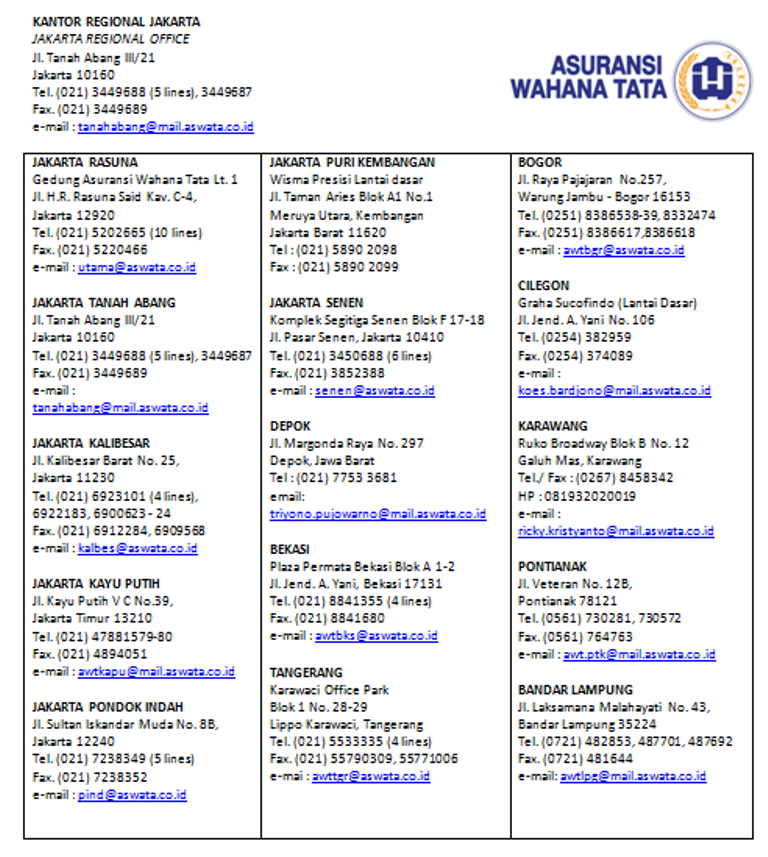 KANTOR REGIONAL JAKARTA
JAKARTA REGIONAL OFFICE
Jl. Tanah Abang III/21
Jakarta 10160
Tel. (021) 3449688 (5 lines), 3449687
Fax. (021) 3449689
e-mail : tanahabang@mail.aswata.co.id
ASURANSI
WAHANA TATA
JAKARTA RASUNA
Gedung Asuransi Wahana Tata Lt. 1
Jl. H.R. Rasuna Said Kav. C-4,
Jakarta 12920
Tel. (021) 5202665 (10 lines)
Fax. (021) 5220466
e-mail : utama@aswata.co.id
JAKARTA TANAH ABANG
Jl. Tanah Abang III/21
Jakarta 10160
Tel. (021) 3449688 (5 lines), 3449687
Fax. (021) 3449689
e-mail :
tanahabang@mail.aswata.co.id
JAKARTA KALIBESAR
Jl. Kalibesar Barat No. 25,
Jakarta 11230
Tel. (021) 6923101 (4 lines),
6922183, 6900623 - 24
Fax. (021) 6912284, 6909568
e-mail : kalbes@aswata.co.id
JAKARTA KAYU PUTIH
Jl. Kayu Putih V C No.39,
Jakarta Timur 13210
Tel. (021) 47881579-80
Fax. (021) 4894051
e-mail : awtkapu@mail.aswata.co.id
JAKARTA PONDOK INDAH
Jl. Sultan Iskandar Muda No. 8B,
Jakarta 12240
Tel. (021) 7238349 (5 lines)
Fax. (021) 7238352
e-mail : pind@aswata.co.id
JAKARTA PURI KEMBANGAN
Wisma Presisi Lantai dasar
Jl. Taman Aries Blok A1 No.1
Meruya Utara, Kembangan
Jakarta Barat 11620
Tel : (021) 5890 2098
Fax : (021) 5890 2099
JAKARTA SENEN
Komplek Segitiga Senen Blok F 17-18
Jl. Pasar Senen, Jakarta 10410
Tel. (021) 3450688 (6 lines)
Fax. (021) 3852388
e-mail : senen@aswata.co.id
DEPOK
Jl. Margonda Raya No. 297
Depok, Jawa Barat
Tel : (021) 7753 3681
email:
triyono.pujowarno@mail.aswata.co.id
BEKASI
Plaza Permata Bekasi Blok A 1-2
Jl. Jend. A. Yani, Bekasi 17131
Tel. (021) 8841355 (4 lines)
Fax. (021) 8841680
e-mail : awtbks@aswata.co.id
TANGERANG
Karawaci Office Park
Blok 1 No. 28-29
Lippo Karawaci, Tangerang
Tel. (021) 5533335 (4 lines)
Fax. (021) 55790309, 55771006
e-mai : awttgr@aswata.co.id
BOGOR
Jl. Raya Pajajaran No.257,
Warung Jambu - Bogor 16153
Tel. (0251) 8386538-39, 8332474
Fax. (0251) 8386617,8386618
e-mail : awtbgr@aswata.co.id
CILEGON
Graha Sucofindo (Lantai Dasar)
Jl. Jend. A. Yani No. 106
Tel. (0254) 382959
Fax. (0254) 374089
e-mail :
koes.bardjono@mail.aswata.co.id
KARAWANG
Ruko Broadway Blok B No. 12
Galuh Mas, Karawang
Tel./ Fax : (0267) 8458342
HP : 081932020019
e-mail :
ricky.kristyanto@mail.aswata.co.id
PONTIANAK
Jl. Veteran No. 12B,
Pontianak 78121
Tel. (0561) 730281, 730572
Fax. (0561) 764763
e-mail : awt.ptk@mail.aswata.co.id
BANDAR LAMPUNG
Jl. Laksamana Malahayati No. 43,
Bandar Lampung 35224
Tel. (0721) 482853, 487701, 487692
Fax. (0721) 481644
e-mail: awtlpg@mail.aswata.co.id